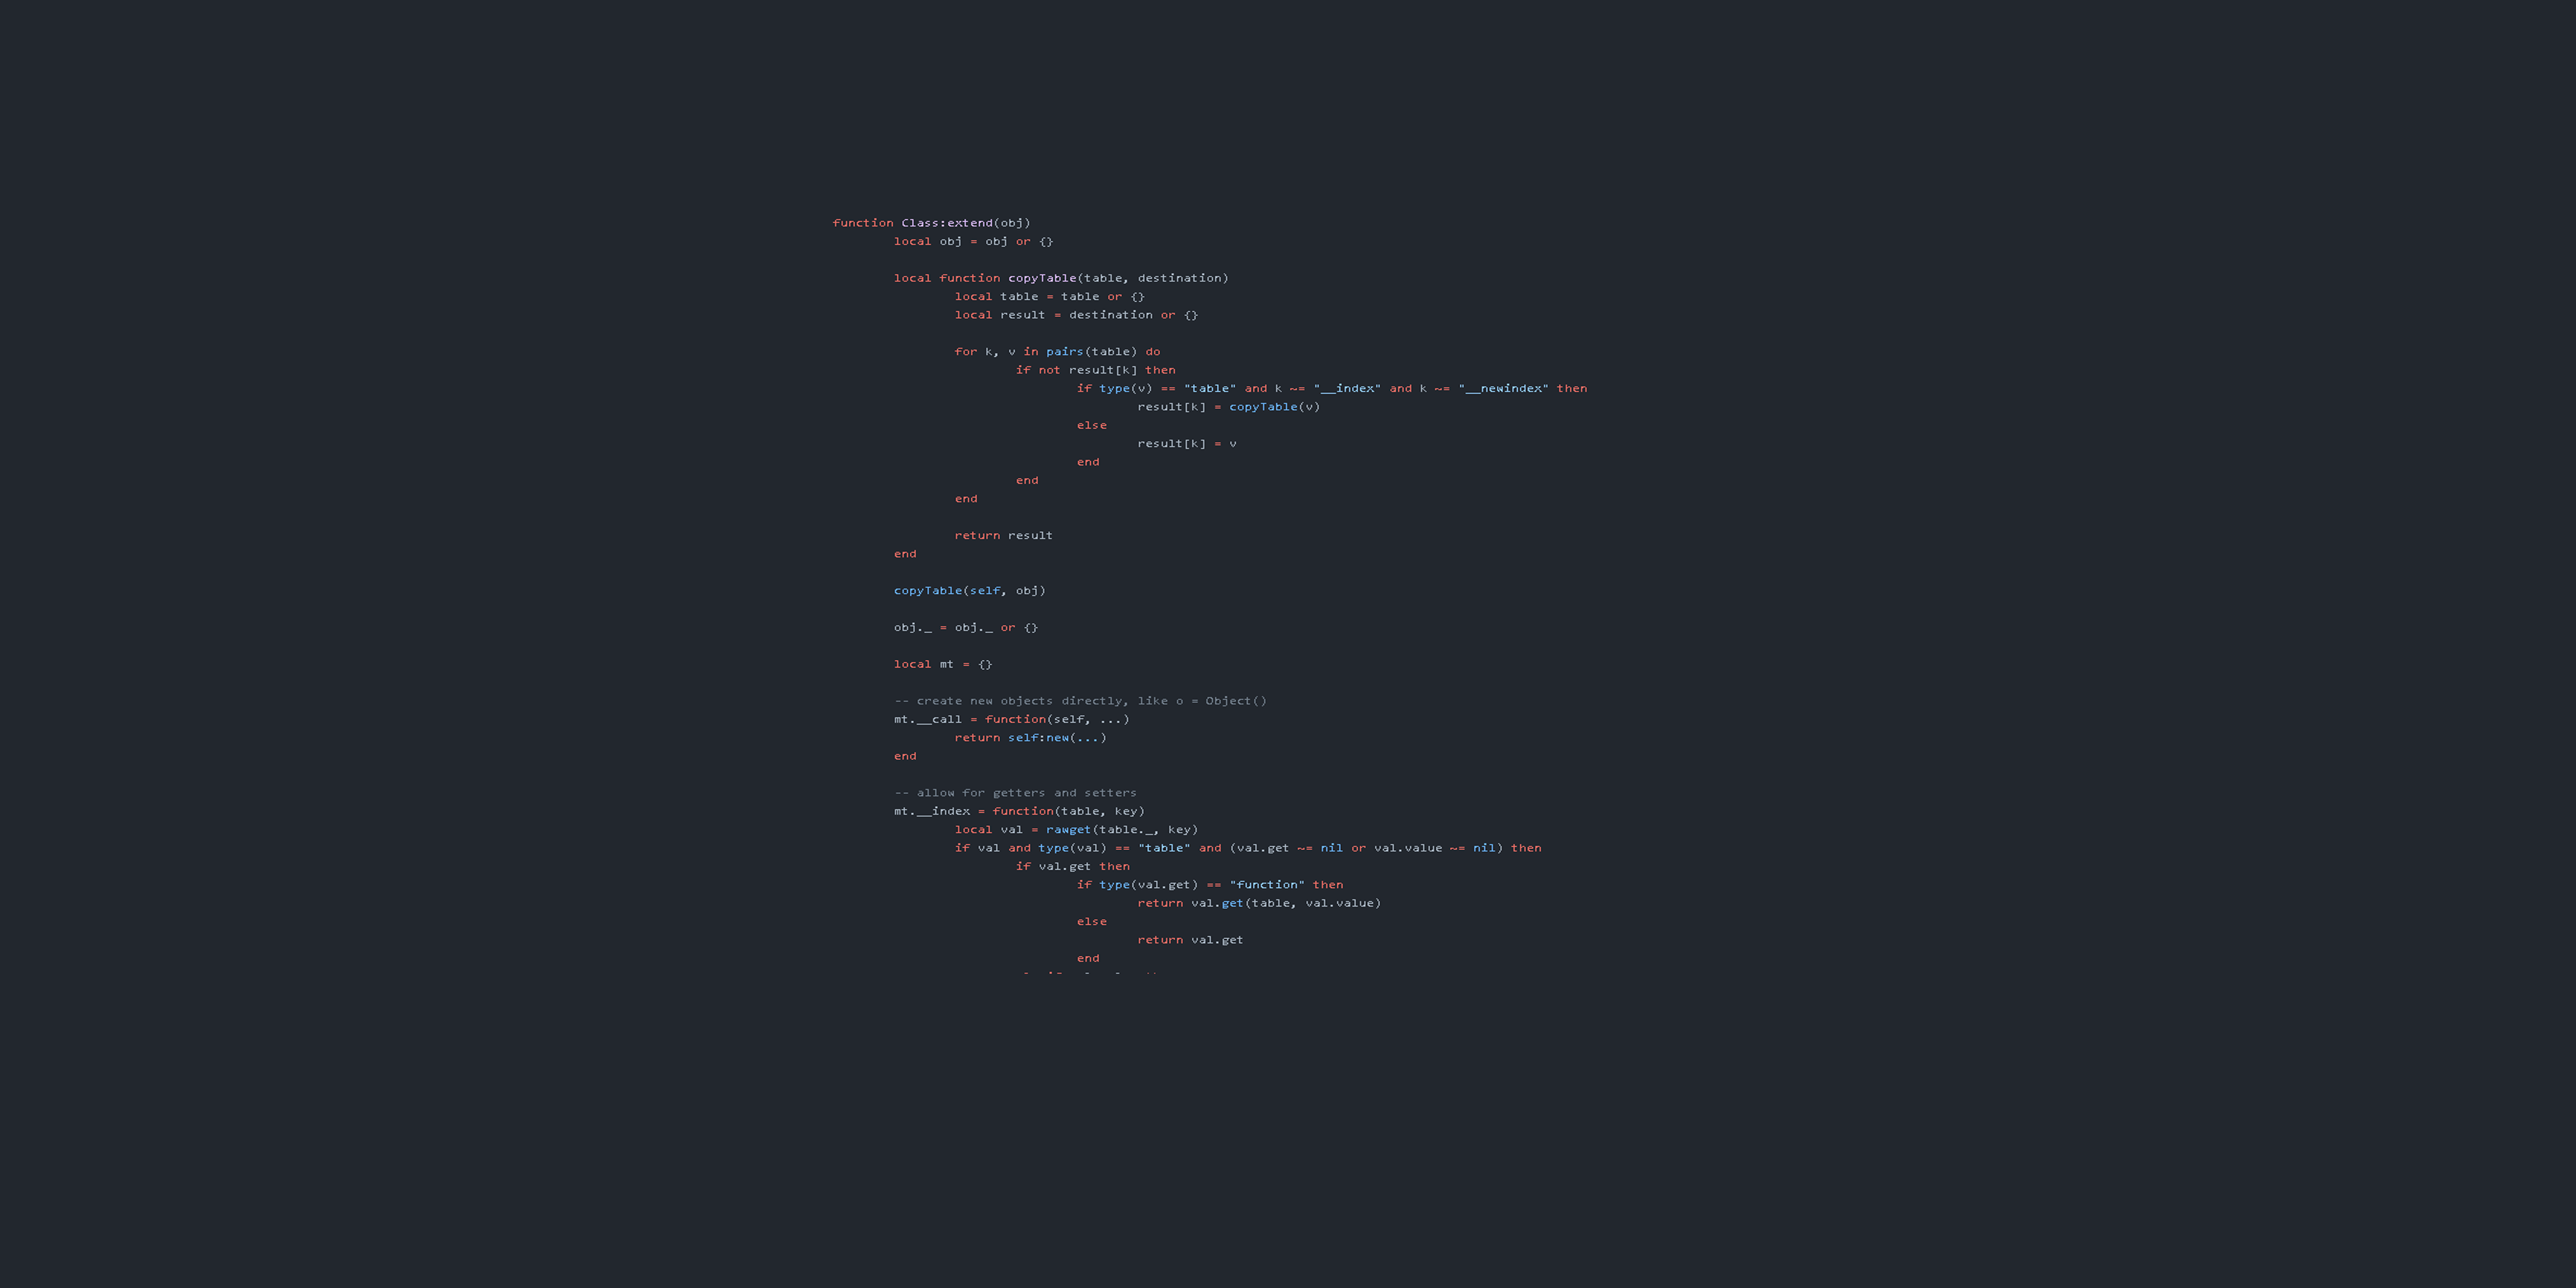 function Class:extend(obj)
local obj = obj or {}
local function copyTable(table, destination)
local table = table or {}
local result = destination or {}
for k, v in pairs(table) do
if not result[k] then
if type(v) == "table" and k ~= "__index" and k ~= "__newindex" then
result[k] = copyTable(v)
else
result[k] = v
end
end
end
return result
end
copyTable(self, obj)
obj._ = obj._ or {}
local mt = {}
-- create new objects directly, like o = Object()
mt.__call = function(self, ...)
return self:new(...)
end
-- allow for getters and setters
mt.__index = function(table, key)
local val = rawget(table._, key)
if val and type(val) == "table" and (val.get ~= nil or val.value ~= nil) then
if val.get then
if type(val.get) == "function" then
return val.get(table, val.value)
else
return val.get
end